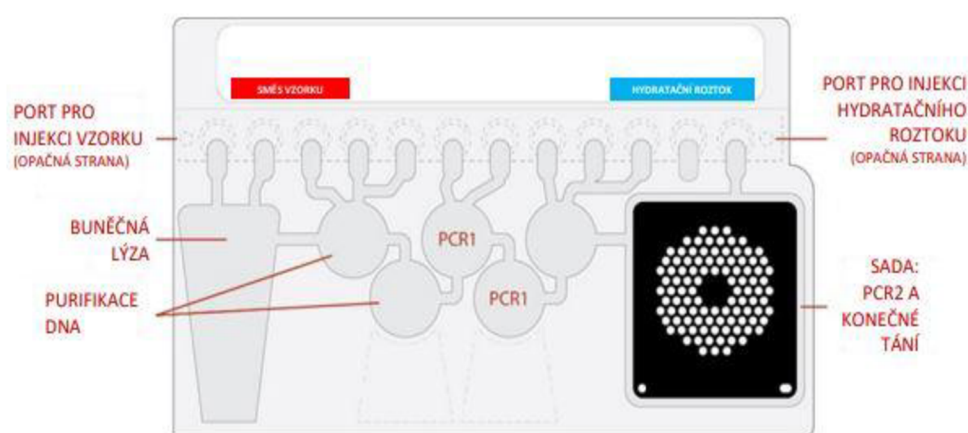 SMĚS VZORKU
HYDRATAČNÍ ROZTOK
PORT PRO
INJEKCI VZORKU
(OPAČNÁ STRANA)
PORT PRO INJEKCI
HYDRATAČNÍHO
ROZTOKU
(OPAČNÁ STRANA)
BUNĚČNÁ
LÝZA
PURIFIKACE
DNA
PCR1
PCR1
SADA:
PCR2 A
KONEČNÉ
TÁNÍ